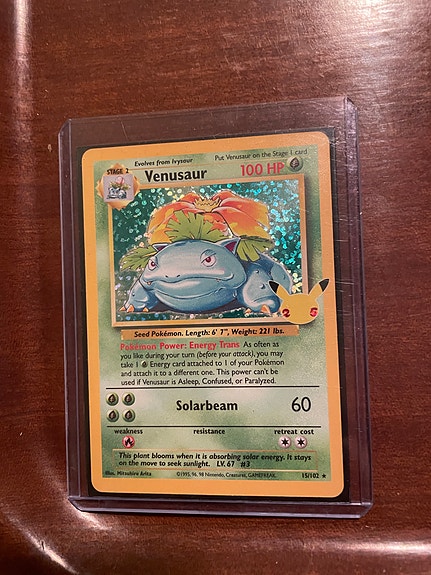 Evolves from Ivysaur
Put Venusaur on the Stage 1 card
STAGE 2
Venusaur
100 HP
25
Seed Pokémon. Length: 6' 7", Weight: 221 lbs.
Pokémon Power: Energy Trans As often as
you like during your turn (before your attack), you may
take 1 Energy card attached to 1 of your Pokémon
and attach it to a different one. This power can't be
used if Venusaur is Asleep, Confused, or Paralyzed.
Solarbeam 60
weakness resistance retreat cost
This plant blooms when it is absorbing solar energy. It stays
on the move to seek sunlight. LV. 67 #3
Illus. Mitsuhiro Arita
©1995, 96, 98 Nintendo, Creatures, GAMEFREAK.
15/102 ★